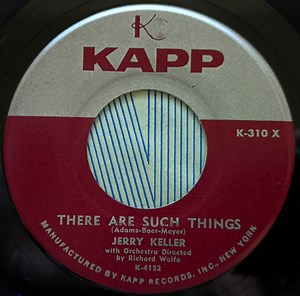 K
KAPP
K-310 X
THERE ARE SUCH THINGS
(Adams-Baer-Meyer)
JERRY KELLER
with Orchestra Directed
by Richard Wolfe
K-4152
MANUFACTURED BY KAPP RECORDS, INC., NEW YORK